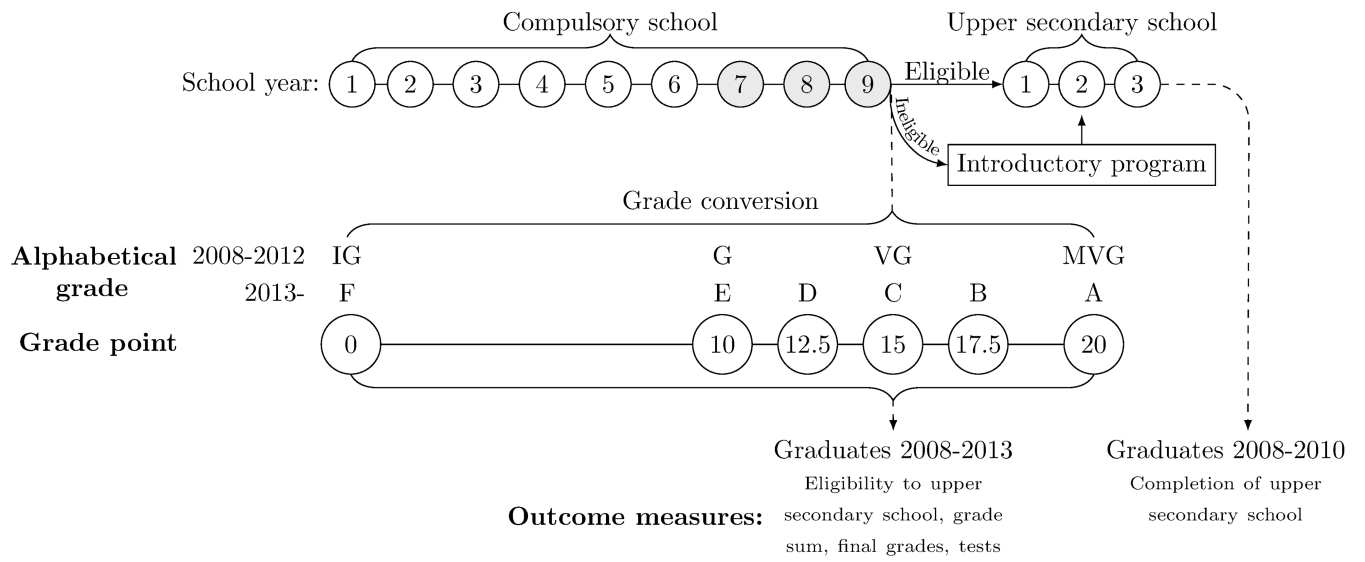 Compulsory school Upper secondary school
School year: 1 2 3 4 5 6 7 8 9 Eligible 1 2 3
Ineligible
Introductory program
Grade conversion
Alphabetical 2008-2012 IG G VG MVG
grade 2013- F E D C B A
Grade point 0 10 12.5 15 17.5 20
Graduates 2008-2013 Graduates 2008-2010
Eligibility to upper Completion of upper
Outcome measures: secondary school, grade secondary school
sum, final grades, tests